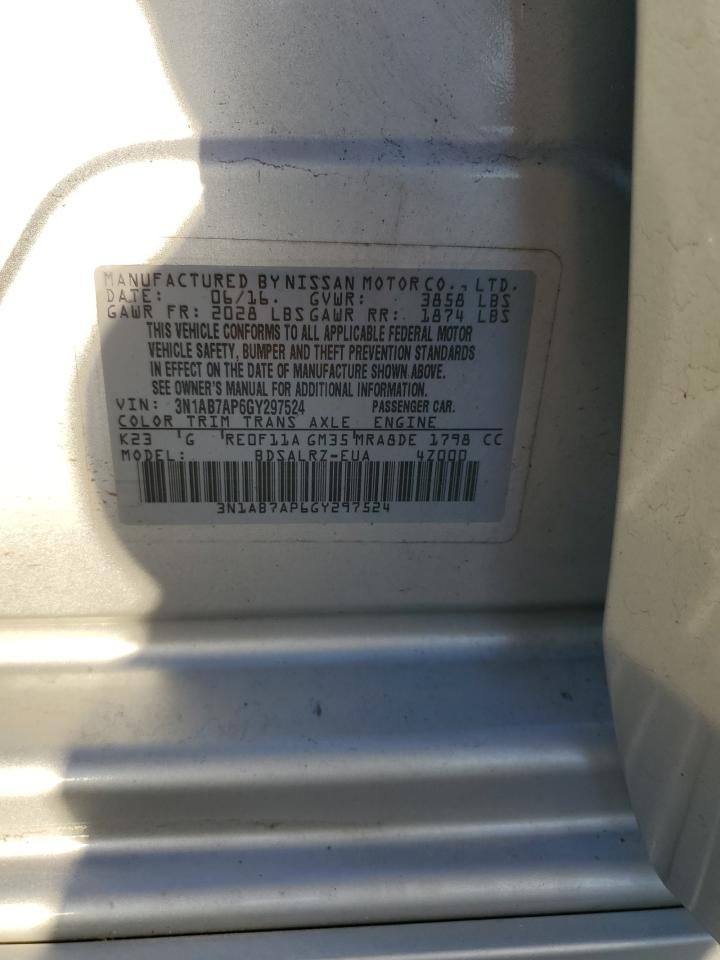 MANUFACTURED BY NISSAN MOTOR CO., LTD.
DATE: 06/16. GVWR: 3858 LBS
GAWR FR: 2028 LBS GAWR RR: 1874 LBS
THIS VEHICLE CONFORMS TO ALL APPLICABLE FEDERAL MOTOR
VEHICLE SAFETY, BUMPER AND THEFT PREVENTION STANDARDS
IN EFFECT ON THE DATE OF MANUFACTURE SHOWN ABOVE.
SEE OWNER'S MANUAL FOR ADDITIONAL INFORMATION.
VIN: 3N1AB7AP6GY297524 PASSENGER CAR.
COLOR TRIM TRANS AXLE ENGINE
K23 G RE0F11A GM35 MRA8DE 1798 CC
MODEL: BDSALRZ-EUA 4Z000
3N1AB7AP6GY297524